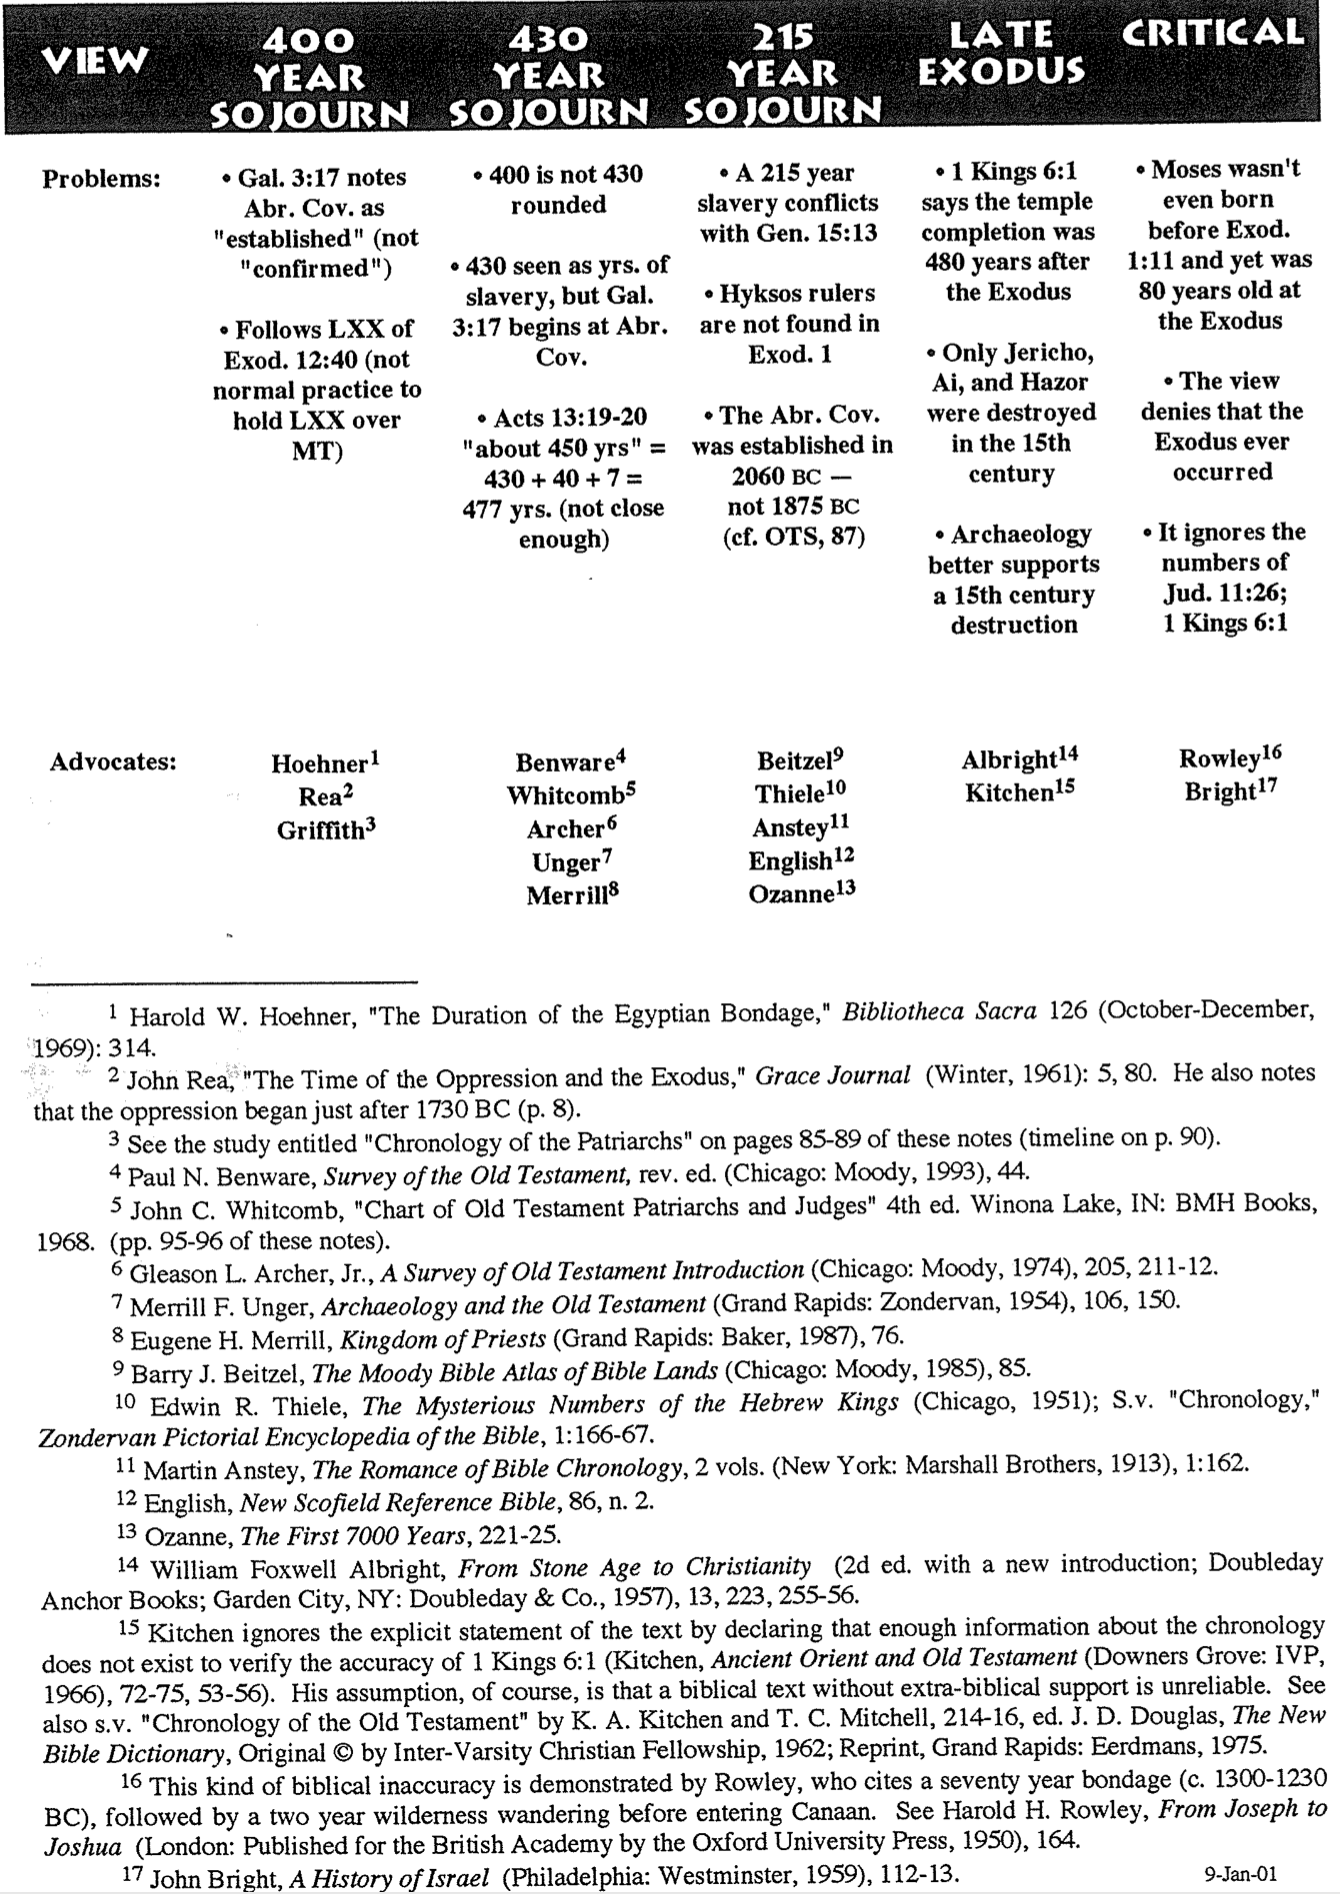 VIEW
400
YEAR
SOJOURN
430
YEAR
SOJOURN
215
YEAR
SOJOURN
LATE
EXODUS
CRITICAL
Problems:
• Gal. 3:17 notes
Abr. Cov. as
"established" (not
"confirmed")
• Follows LXX of
Exod. 12:40 (not
normal practice to
hold LXX over
MT)
• 400 is not 430
rounded
• 430 seen as yrs. of
slavery, but Gal.
3:17 begins at Abr.
Cov.
• Acts 13:19-20
"about 450 yrs" =
430 + 40 + 7 =
477 yrs. (not close
enough)
• A 215 year
slavery conflicts
with Gen. 15:13
• Hyksos rulers
are not found in
Exod. 1
• The Abr. Cov.
was established in
2060 BC —
not 1875 BC
(cf. OTS, 87)
• 1 Kings 6:1
says the temple
completion was
480 years after
the Exodus
• Only Jericho,
Ai, and Hazor
were destroyed
in the 15th
century
• Archaeology
better supports
a 15th century
destruction
• Moses wasn't
even born
before Exod.
1:11 and yet was
80 years old at
the Exodus
• The view
denies that the
Exodus ever
occurred
• It ignores the
numbers of
Jud. 11:26;
1 Kings 6:1
Advocates:
Hoehner1
Rea2
Griffith3
Benware4
Whitcomb5
Archer6
Unger7
Merrill8
Beitzel9
Thiele10
Anstey11
English12
Ozanne13
Albright14
Kitchen15
Rowley16
Bright17
1 Harold W. Hoehner, "The Duration of the Egyptian Bondage," Bibliotheca Sacra 126 (October-December,
1969): 314.
2 John Rea, "The Time of the Oppression and the Exodus," Grace Journal (Winter, 1961): 5, 80. He also notes
that the oppression began just after 1730 BC (p. 8).
3 See the study entitled "Chronology of the Patriarchs" on pages 85-89 of these notes (timeline on p. 90).
4 Paul N. Benware, Survey of the Old Testament, rev. ed. (Chicago: Moody, 1993), 44.
5 John C. Whitcomb, "Chart of Old Testament Patriarchs and Judges" 4th ed. Winona Lake, IN: BMH Books,
1968. (pp. 95-96 of these notes).
6 Gleason L. Archer, Jr., A Survey of Old Testament Introduction (Chicago: Moody, 1974), 205, 211-12.
7 Merrill F. Unger, Archaeology and the Old Testament (Grand Rapids: Zondervan, 1954), 106, 150.
8 Eugene H. Merrill, Kingdom of Priests (Grand Rapids: Baker, 1987), 76.
9 Barry J. Beitzel, The Moody Bible Atlas of Bible Lands (Chicago: Moody, 1985), 85.
10 Edwin R. Thiele, The Mysterious Numbers of the Hebrew Kings (Chicago, 1951); S.v. "Chronology,"
Zondervan Pictorial Encyclopedia of the Bible, 1:166-67.
11 Martin Anstey, The Romance of Bible Chronology, 2 vols. (New York: Marshall Brothers, 1913), 1:162.
12 English, New Scofield Reference Bible, 86, n. 2.
13 Ozanne, The First 7000 Years, 221-25.
14 William Foxwell Albright, From Stone Age to Christianity (2d ed. with a new introduction; Doubleday
Anchor Books; Garden City, NY: Doubleday & Co., 1957), 13, 223, 255-56.
15 Kitchen ignores the explicit statement of the text by declaring that enough information about the chronology
does not exist to verify the accuracy of 1 Kings 6:1 (Kitchen, Ancient Orient and Old Testament (Downers Grove: IVP,
1966), 72-75, 53-56). His assumption, of course, is that a biblical text without extra-biblical support is unreliable. See
also s.v. "Chronology of the Old Testament" by K. A. Kitchen and T. C. Mitchell, 214-16, ed. J. D. Douglas, The New
Bible Dictionary, Original © by Inter-Varsity Christian Fellowship, 1962; Reprint, Grand Rapids: Eerdmans, 1975.
16 This kind of biblical inaccuracy is demonstrated by Rowley, who cites a seventy year bondage (c. 1300-1230
BC), followed by a two year wilderness wandering before entering Canaan. See Harold H. Rowley, From Joseph to
Joshua (London: Published for the British Academy by the Oxford University Press, 1950), 164.
17 John Bright, A History of Israel (Philadelphia: Westminster, 1959), 112-13.
9-Jan-01